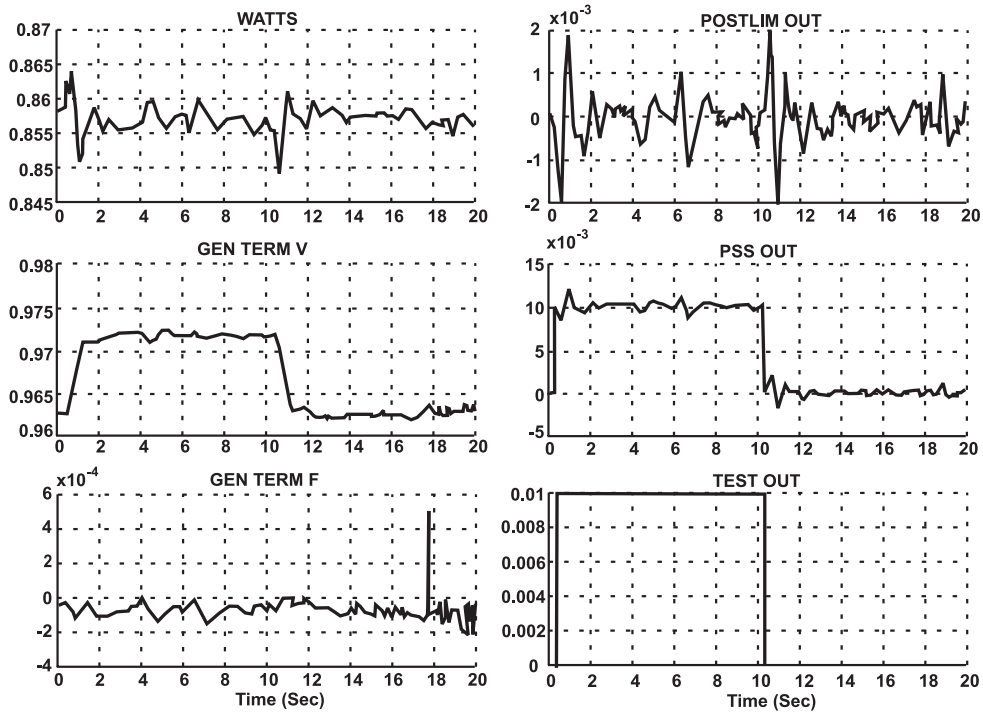 WATTS
0.87
0.865
0.86
0.855
0.85
0.845
0 2 4 6 8 10 12 14 16 18 20
POSTLIM OUT
x10-3
2
1
0
-1
-2
0 2 4 6 8 10 12 14 16 18 20
GEN TERM V
0.98
0.975
0.97
0.965
0.96
0 2 4 6 8 10 12 14 16 18 20
PSS OUT
x10-3
15
10
5
0
-5
0 2 4 6 8 10 12 14 16 18 20
GEN TERM F
x10-4
6
4
2
0
-2
-4
0 2 4 6 8 10 12 14 16 18 20
Time (Sec)
TEST OUT
0.01
0.008
0.006
0.004
0.002
0
0 2 4 6 8 10 12 14 16 18 20
Time (Sec)